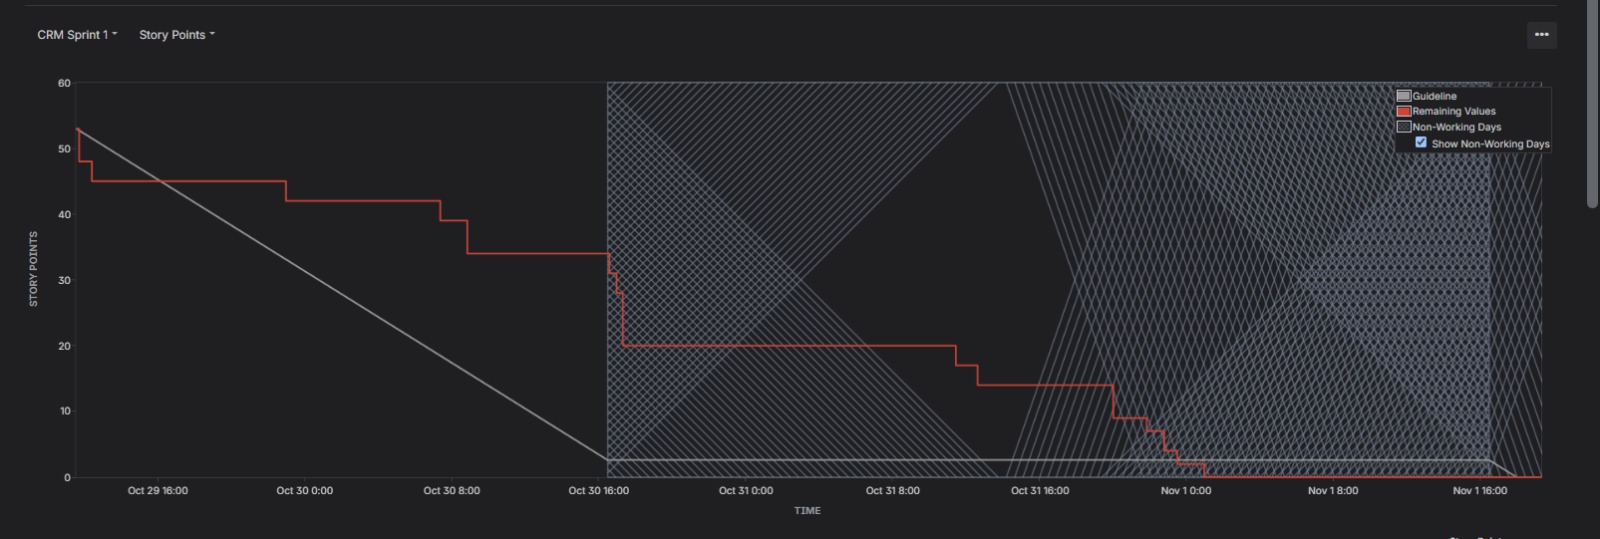 CRM Sprint 1 Story Points
60
50
40
30
20
10
0
STORY POINTS
Guideline
Remaining Values
Non-Working Days
Show Non-Working Days
Oct 29 16:00 Oct 30 0:00 Oct 30 8:00 Oct 30 16:00 Oct 31 0:00 Oct 31 8:00 Oct 31 16:00 Nov 1 0:00 Nov 1 8:00 Nov 1 16:00
TIME